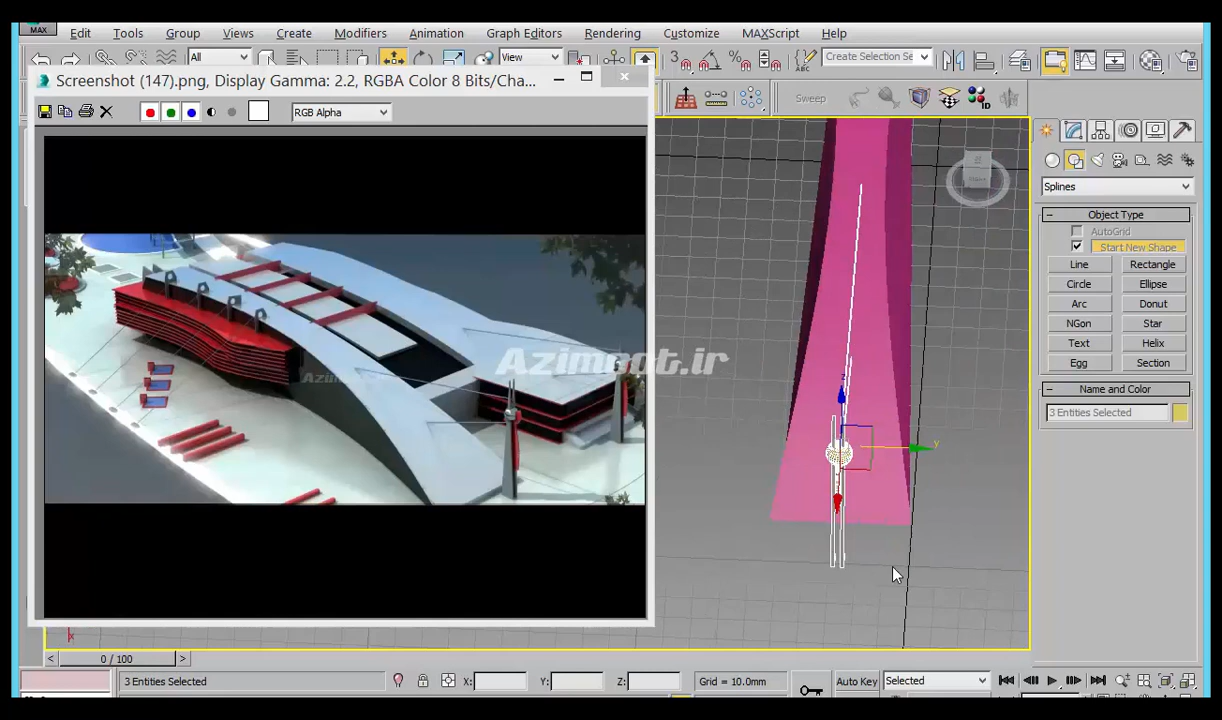 MAX
Edit Tools Group Views Create Modifiers Animation Graph Editors Rendering Customize MAXScript Help
All View Create Selection Se
Screenshot (147).png, Display Gamma: 2.2, RGBA Color 8 Bits/Cha...
RGB Alpha
Sweep
Splines
Object Type
AutoGrid
Start New Shape
Line Rectangle
Circle Ellipse
Arc Donut
NGon Star
Text Helix
Egg Section
Name and Color
3 Entities Selected
Azimoot.ir
y
x
0 / 100
3 Entities Selected X: Y: Z: Grid = 10.0mm Auto Key Selected